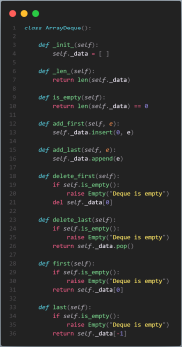 1 class ArrayDeque():
2
3 def _init_(self):
4 self._data = [ ]
5
6 def _len_(self):
7 return len(self._data)
8
9 def is_empty(self):
10 return len(self._data) == 0
11
12 def add_first(self, e):
13 self._data.insert(0, e)
14
15 def add_last(self, e):
16 self._data.append(e)
17
18 def delete_first(self):
19 if self.is_empty():
20 raise Empty("Deque is empty")
21 del self._data[0]
22
23 def delete_last(self):
24 if self.is_empty():
25 raise Empty("Deque is empty")
26 return self._data.pop()
27
28 def first(self):
29 if self.is_empty():
30 raise Empty("Deque is empty")
31 return self._data[0]
32
33 def last(self):
34 if self.is_empty():
35 raise Empty("Deque is empty")
36 return self._data[-1]